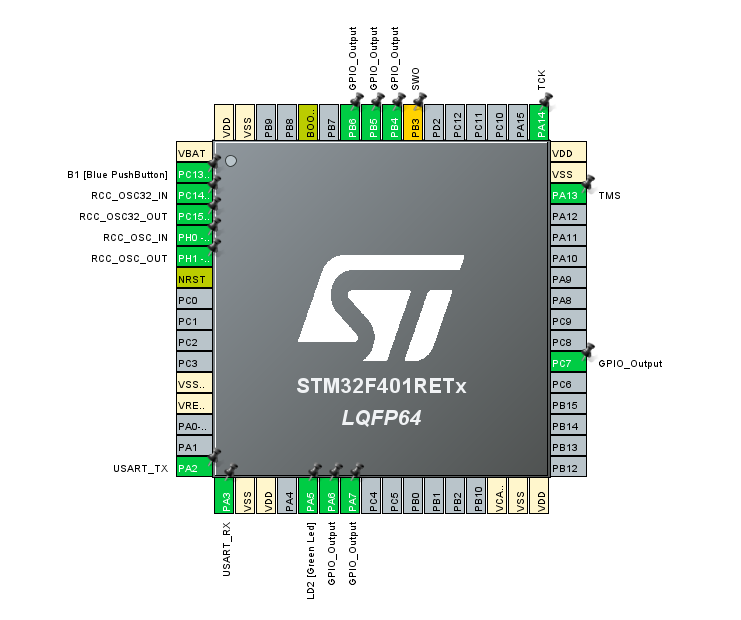 GPIO_Output
GPIO_Output
GPIO_Output
SWO
TCK
VDD
VSS
PB9
PB8
BOO..
PB7
PB6
PB5
PB4
PB3
PD2
PC12
PC11
PC10
PA15
PA14..
VBAT
B1 [Blue PushButton]
PC13..
RCC_OSC32_IN
PC14..
RCC_OSC32_OUT
PC15..
RCC_OSC_IN
PH0 -..
RCC_OSC_OUT
PH1 -..
NRST
PC0
PC1
PC2
PC3
VSS..
VRE..
PA0-..
PA1
USART_TX
PA2
VDD
VSS
PA13
TMS
PA12
PA11
PA10
PA9
PA8
PC9
PC8
PC7
GPIO_Output
PC6
PB15
PB14
PB13
PB12
ST
STM32F401RETx
LQFP64
PA3
VSS
VDD
PA4
PA5
PA6
PA7
PC4
PC5
PB0
PB1
PB2
PB10
VCA..
VSS
VDD
USART_RX
LD2 [Green Led]
GPIO_Output
GPIO_Output